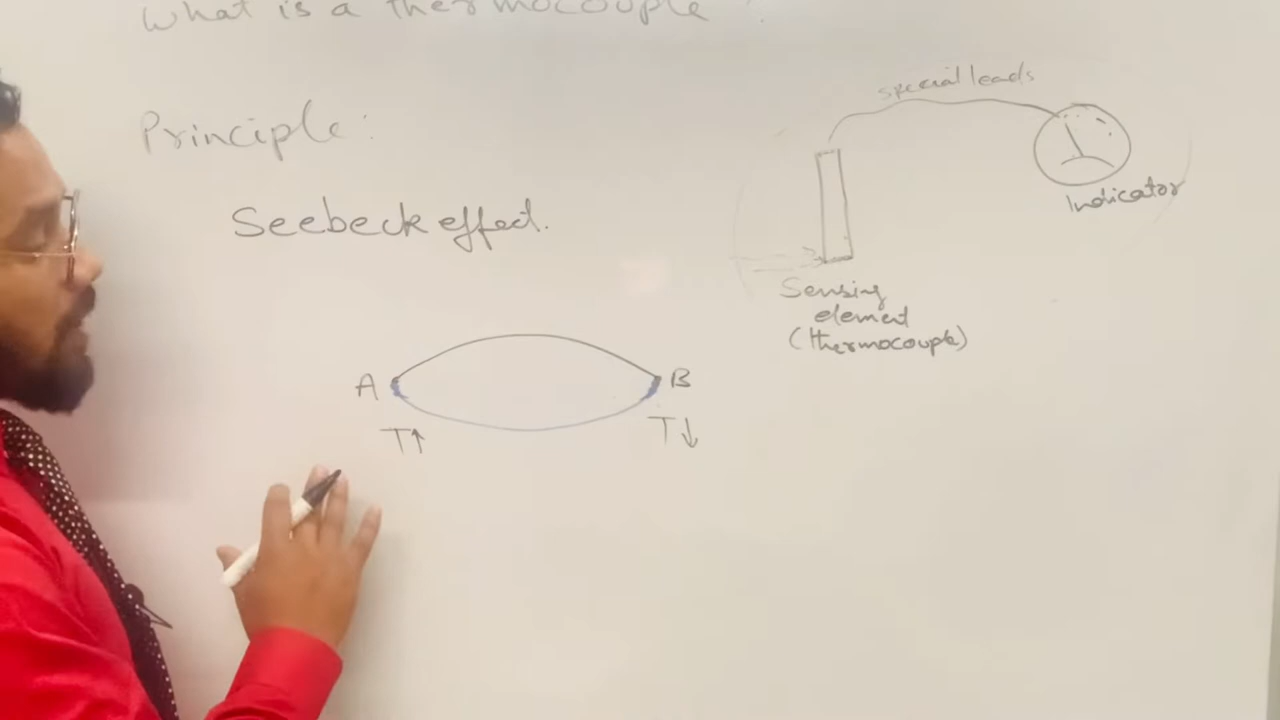 What is a thermocouple ?
Principle:
Seebeck effect.
special leads
Indicator
Sensing
element
(thermocouple)
A
B
T↑
T↓